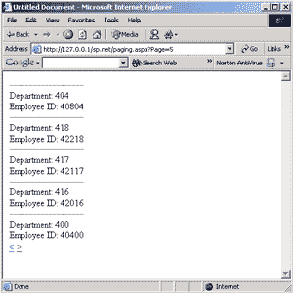 Untitled Document - Microsoft Internet Explorer
File Edit View Favorites Tools Help
Back Search Favorites Media
Address http://127.0.0.1/sp.net/paging.aspx?Page=5 Go Links »
Google Search Web » Norton AntiVirus
Department: 404
Employee ID: 40804
Department: 418
Employee ID: 42218
Department: 417
Employee ID: 42117
Department: 416
Employee ID: 42016
Department: 400
Employee ID: 40400
< >
Done Internet